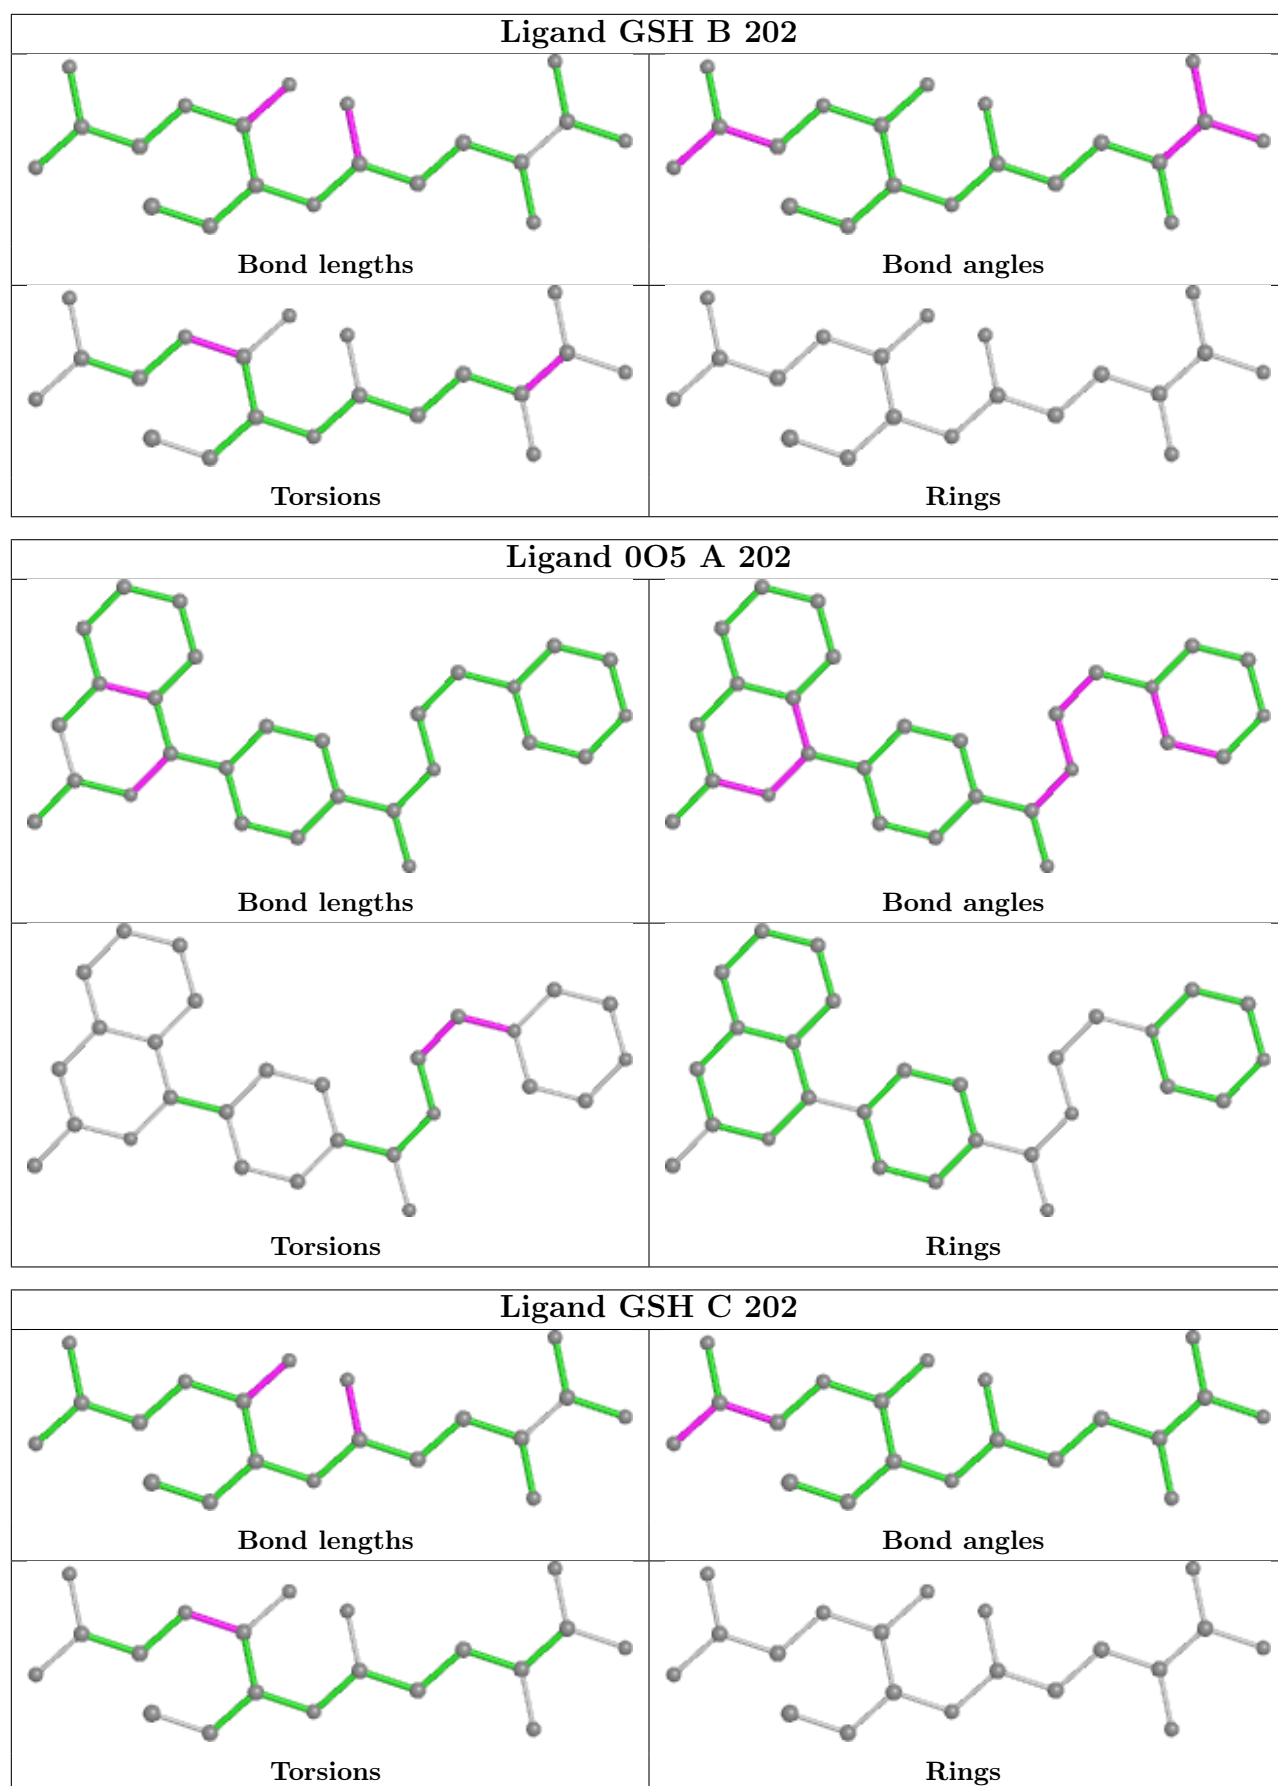 Ligand GSH B 202
Bond lengths
Bond angles
Torsions
Rings
Ligand 0O5 A 202
Bond lengths
Bond angles
Torsions
Rings
Ligand GSH C 202
Bond lengths
Bond angles
Torsions
Rings